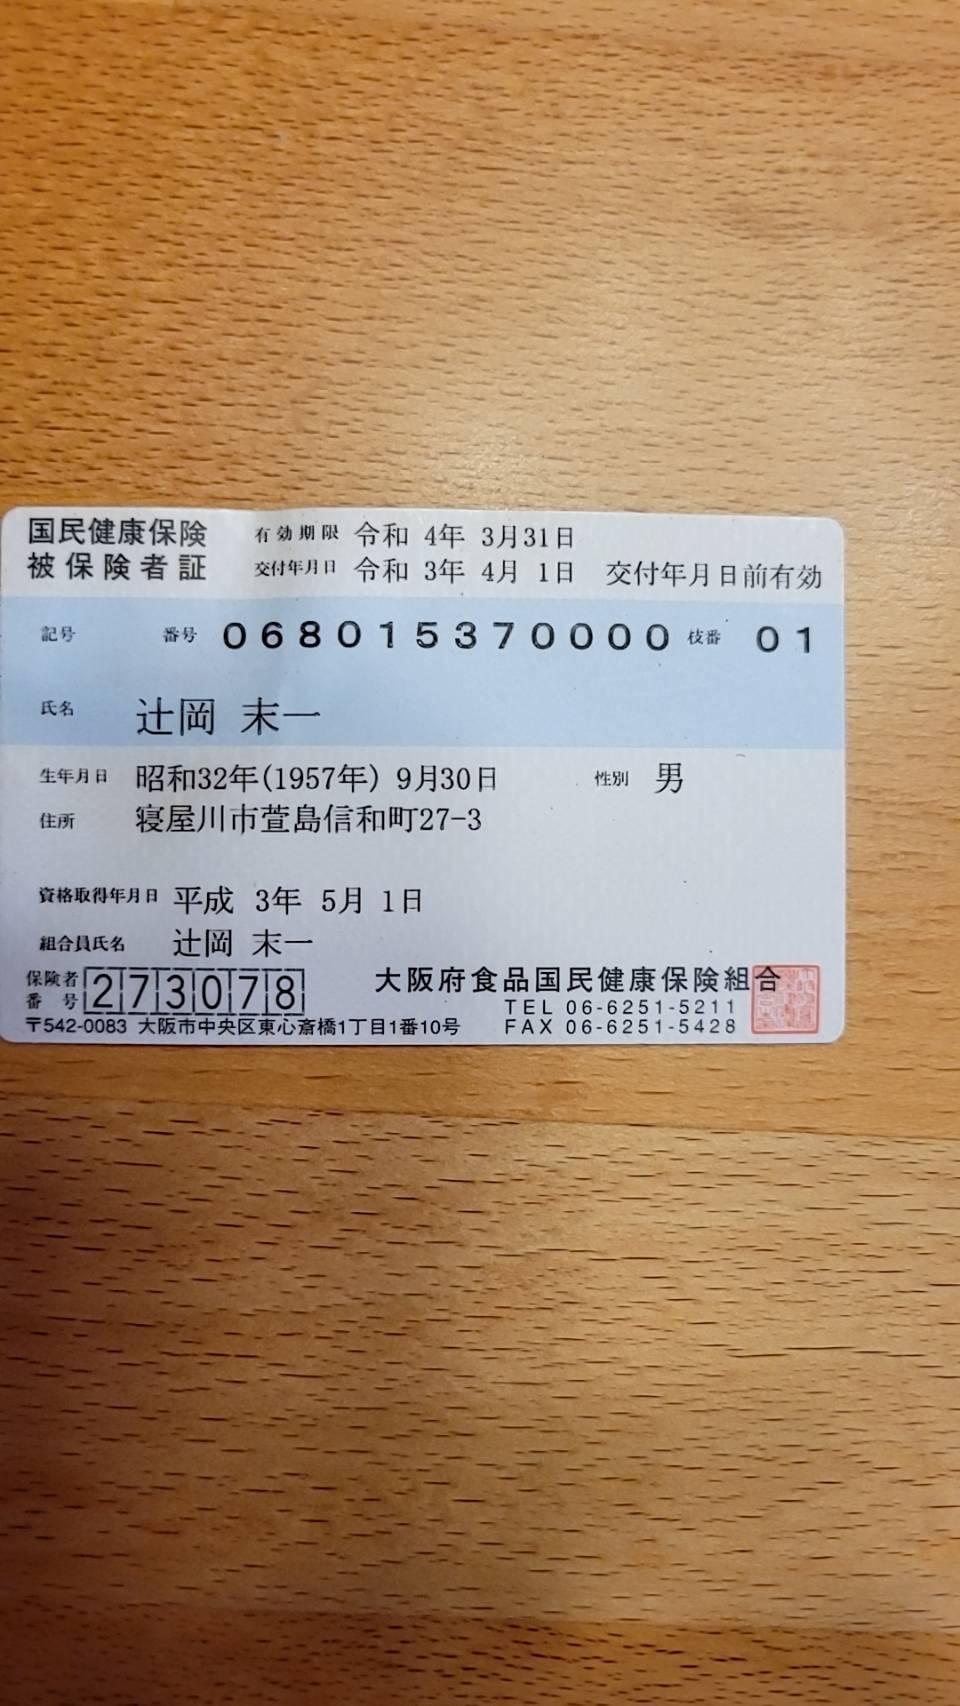 国民健康保険 有効期限 令和 4年 3月31日
被保険者証 交付年月日 令和 3年 4月 1日 交付年月日前有効
記号 番号 068015370000 枝番 01
氏名 辻岡 末一
生年月日 昭和32年(1957年) 9月30日 性別 男
住所 寝屋川市萱島信和町27-3
資格取得年月日 平成 3年 5月 1日
組合員氏名 辻岡 末一
保険者番号 273078 大阪府食品国民健康保険組合
TEL 06-6251-5211
〒542-0083 大阪市中央区東心斎橋1丁目1番10号 FAX 06-6251-5428